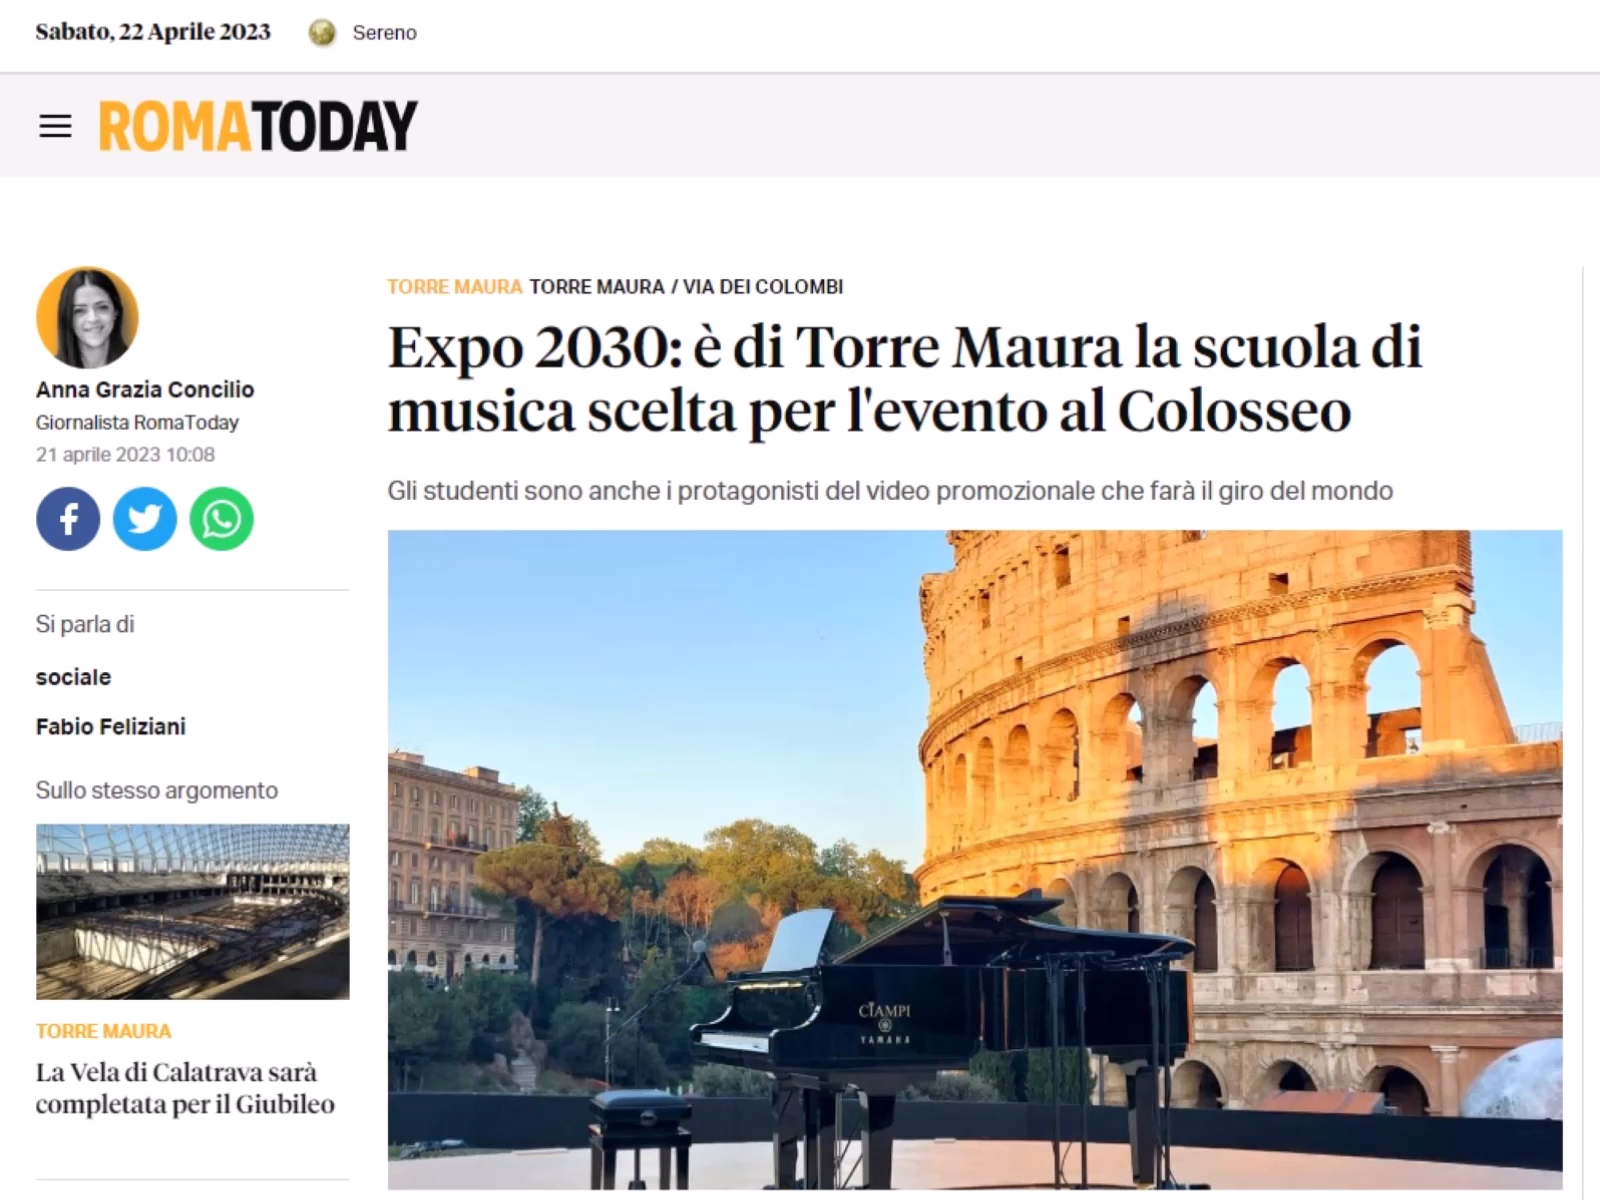 Sabato, 22 Aprile 2023
Sereno
ROMATODAY
Anna Grazia Concilio
Giornalista RomaToday
21 aprile 2023 10:08
Si parla di
sociale
Fabio Feliziani
Sullo stesso argomento
TORRE MAURA
La Vela di Calatrava sarà
completata per il Giubileo
TORRE MAURA TORRE MAURA / VIA DEI COLOMBI
Expo 2030: è di Torre Maura la scuola di
musica scelta per l'evento al Colosseo
Gli studenti sono anche i protagonisti del video promozionale che farà il giro del mondo
CIAMPI
YAMAHA